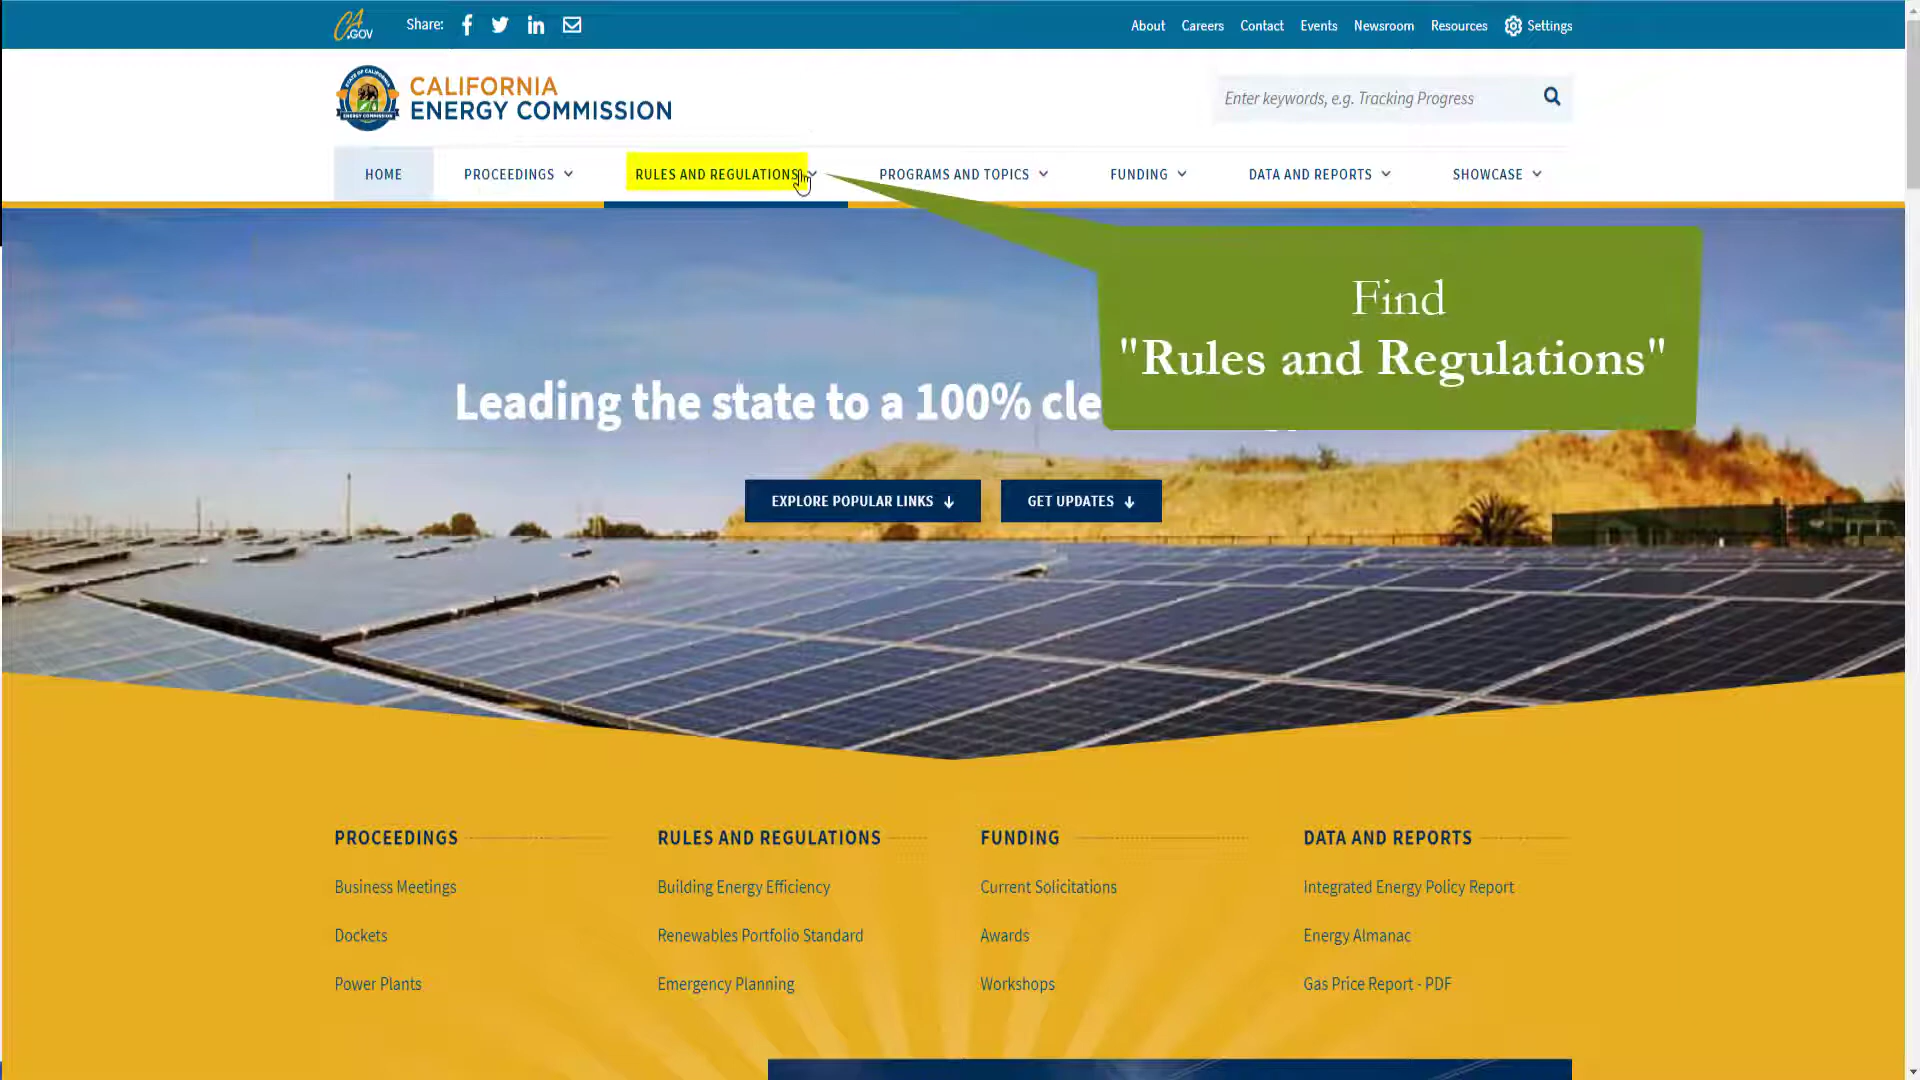 CA.GOV Share: About Careers Contact Events Newsroom Resources Settings
CALIFORNIA
ENERGY COMMISSION
Enter keywords, e.g. Tracking Progress
HOME PROCEEDINGS RULES AND REGULATIONS PROGRAMS AND TOPICS FUNDING DATA AND REPORTS SHOWCASE
Find
"Rules and Regulations"
Leading the state to a 100% cle
EXPLORE POPULAR LINKS GET UPDATES
PROCEEDINGS RULES AND REGULATIONS FUNDING DATA AND REPORTS
Business Meetings Building Energy Efficiency Current Solicitations Integrated Energy Policy Report
Dockets Renewables Portfolio Standard Awards Energy Almanac
Power Plants Emergency Planning Workshops Gas Price Report - PDF